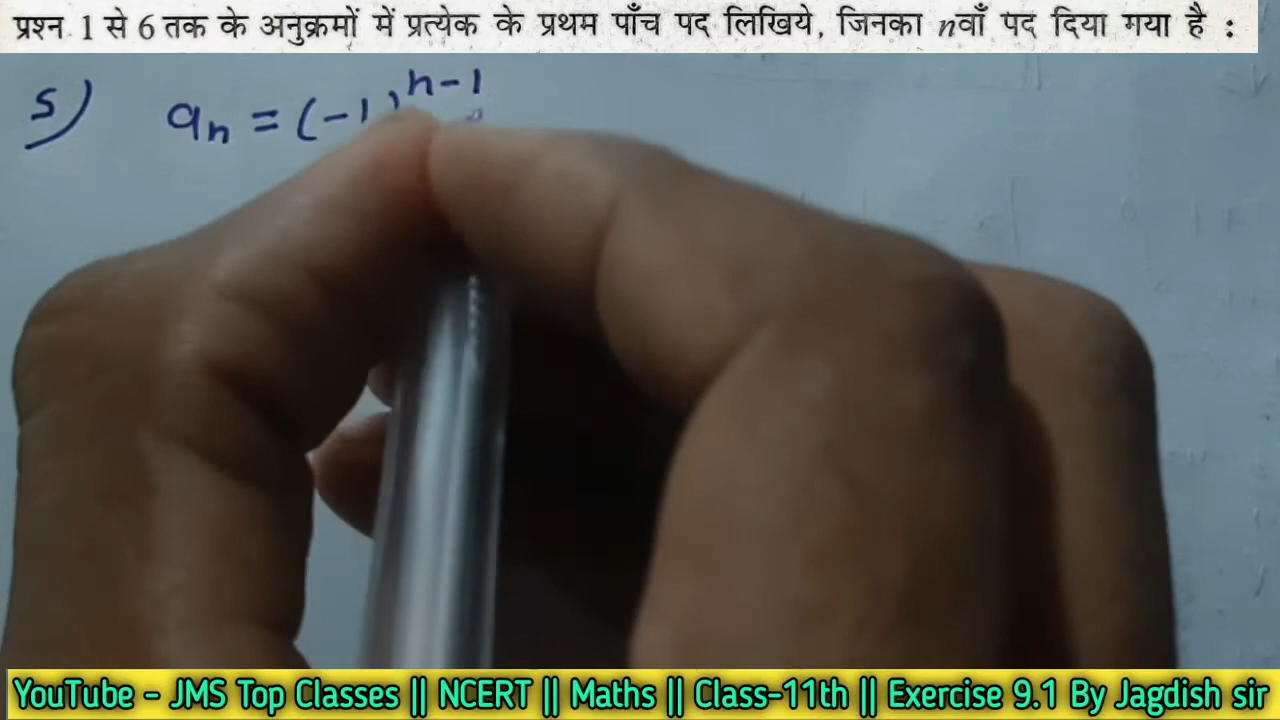 प्रश्न 1 से 6 तक के अनुक्रमों में प्रत्येक के प्रथम पाँच पद लिखिये, जिनका nवाँ पद दिया गया है :
5) aₙ = (-1)ⁿ⁻¹
YouTube - JMS Top Classes || NCERT || Maths || Class-11th || Exercise 9.1 By Jagdish sir